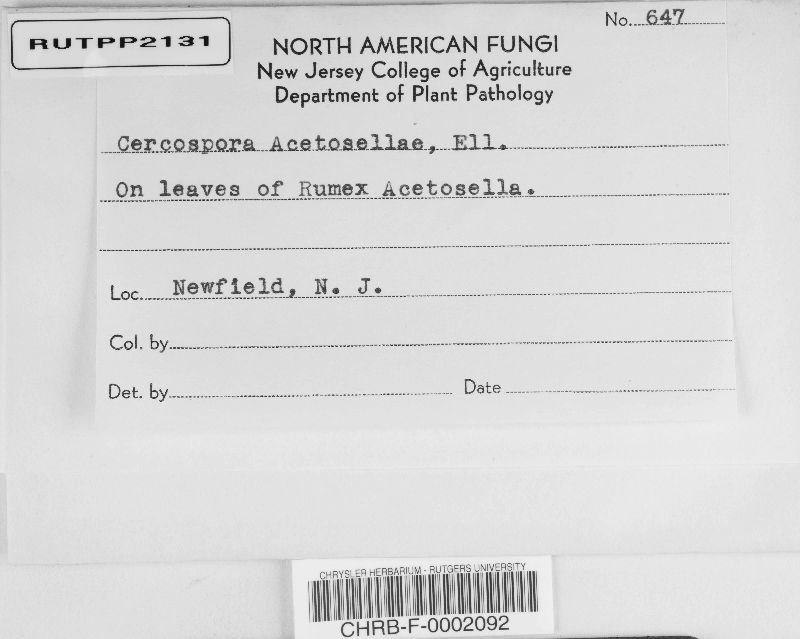 No. 647
RUTPP2131
NORTH AMERICAN FUNGI
New Jersey College of Agriculture
Department of Plant Pathology
Cercospora Acetosellae, Ell.
On leaves of Rumex Acetosella.
Loc. Newfield, N. J.
Col. by
Det. by Date
CHRYSLER HERBARIUM - RUTGERS UNIVERSITY
CHRB-F-0002092